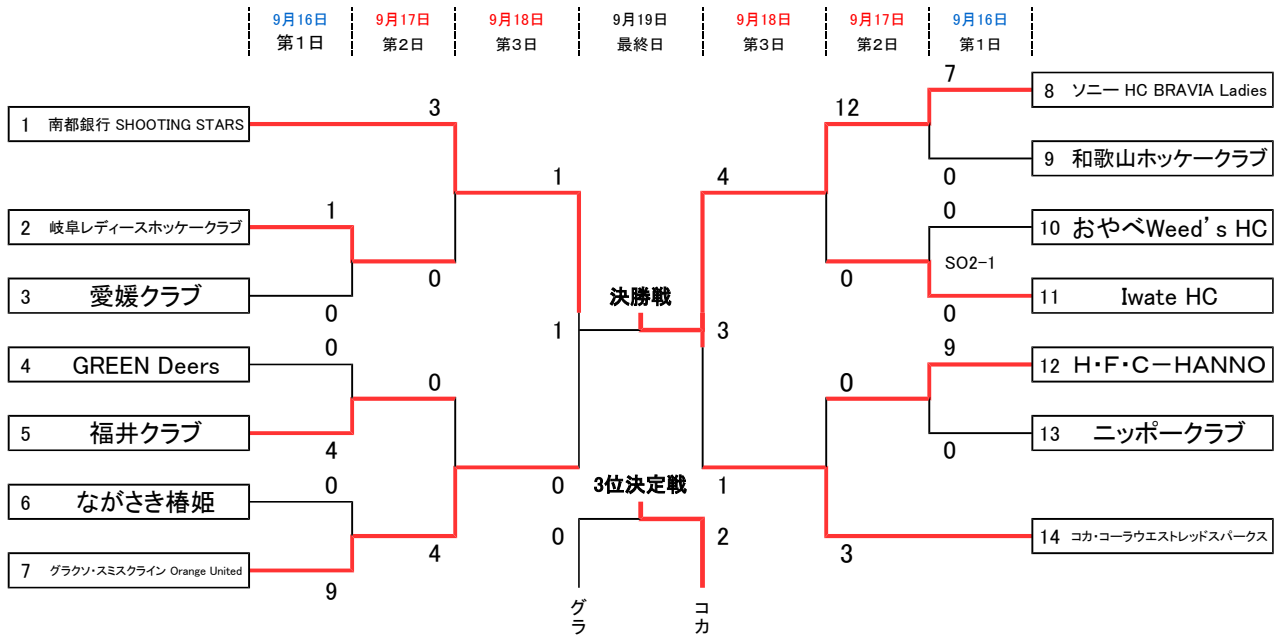 9月16日 9月17日 9月18日 9月19日 9月18日 9月17日 9月16日
第1日 第2日 第3日 最終日 第3日 第2日 第1日
7
8 ソニー HC BRAVIA Ladies
3
12
1 南都銀行 SHOOTING STARS
9 和歌山ホッケークラブ
1
4
0
1
0
2 岐阜レディースホッケークラブ
10 おやべWeed's HC
SO2-1
0
0
決勝戦
3 愛媛クラブ
11 Iwate HC
0
0
1
3
0
9
4 GREEN Deers
12 H・F・C－HANNO
0
0
5 福井クラブ
13 ニッポークラブ
4
0
0
0
3位決定戦
1
6 ながさき椿姫
0
2
14 コカ・コーラウエストレッドスパークス
4
3
7 グラクソ・スミスクライン Orange United
9
グラ
コカ